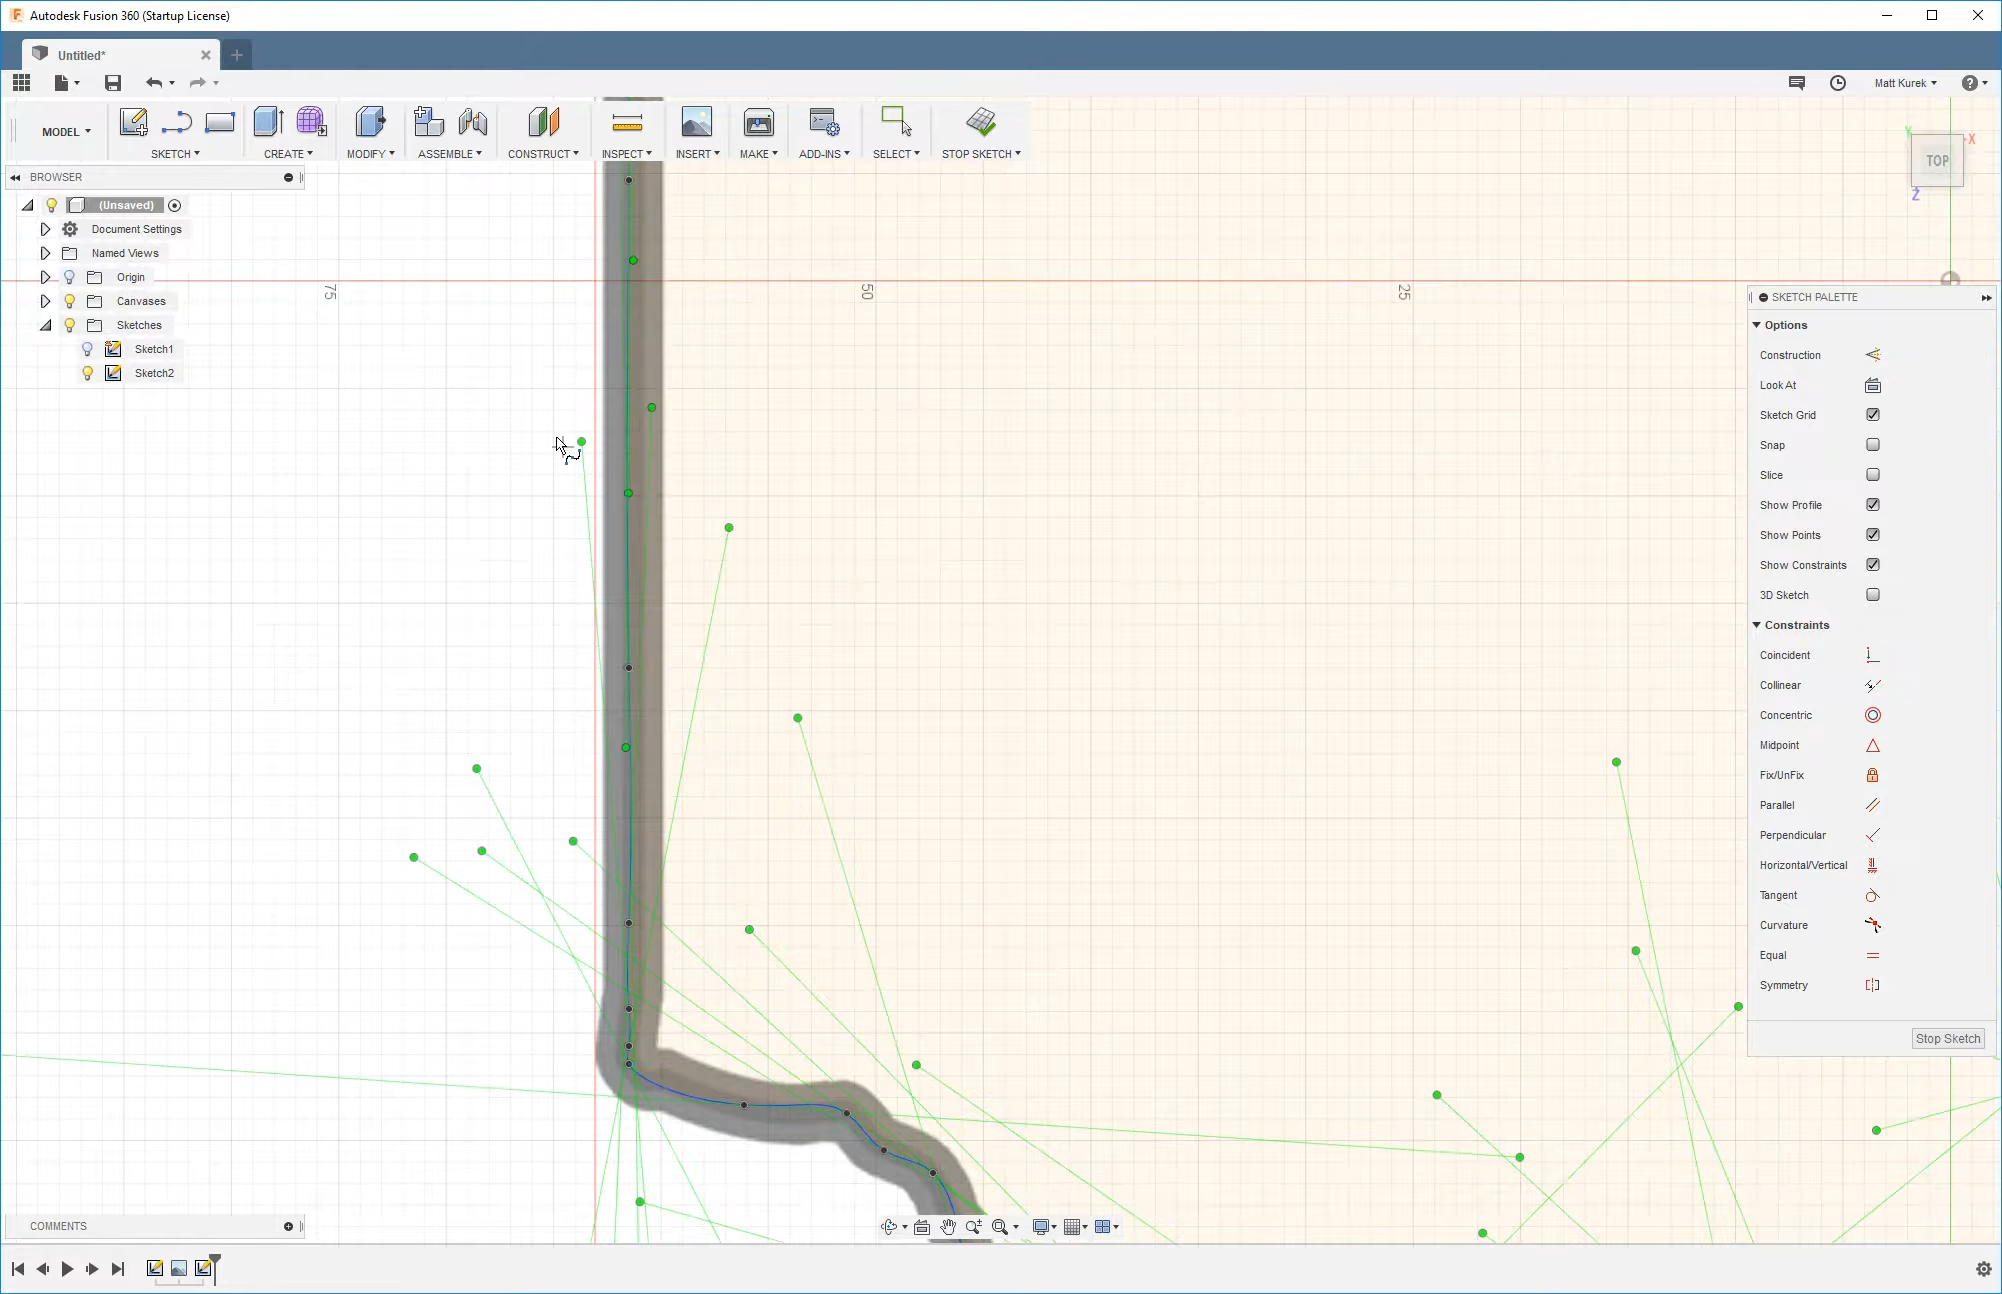 Autodesk Fusion 360 (Startup License)
Untitled*
Matt Kurek
MODEL
SKETCH
CREATE
MODIFY
ASSEMBLE
CONSTRUCT
INSPECT
INSERT
MAKE
ADD-INS
SELECT
STOP SKETCH
Y
X
TOP
Z
BROWSER
(Unsaved)
Document Settings
Named Views
Origin
Canvases
Sketches
Sketch1
Sketch2
75
50
25
SKETCH PALETTE
Options
Construction
Look At
Sketch Grid
Snap
Slice
Show Profile
Show Points
Show Constraints
3D Sketch
Constraints
Coincident
Collinear
Concentric
Midpoint
Fix/UnFix
Parallel
Perpendicular
Horizontal/Vertical
Tangent
Curvature
Equal
Symmetry
Stop Sketch
COMMENTS